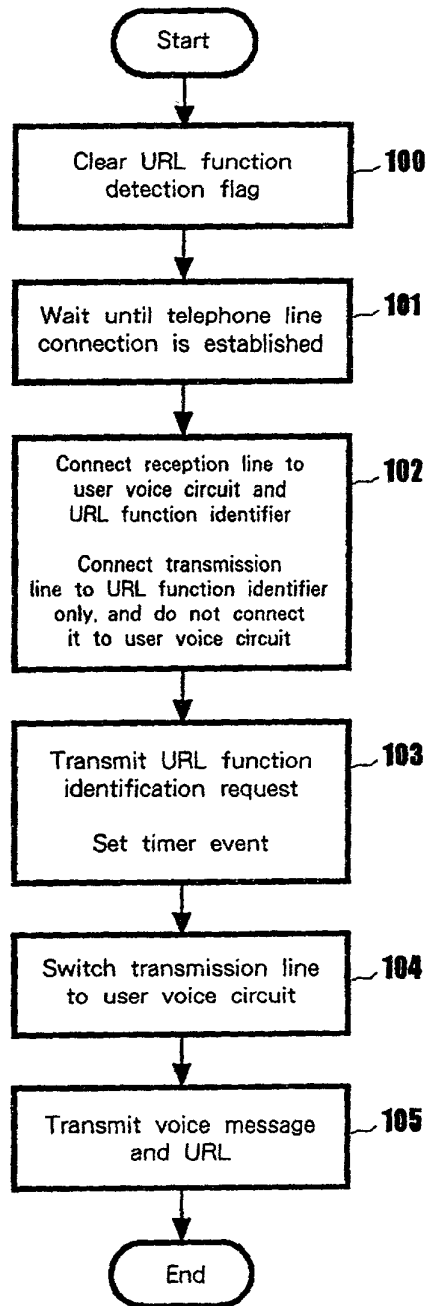 Start
Clear URL function
detection flag
100
Wait until telephone line
connection is established
101
Connect reception line to
user voice circuit and
URL function identifier
Connect transmission
line to URL function identifier
only, and do not connect
it to user voice circuit
102
Transmit URL function
identification request
Set timer event
103
Switch transmission line
to user voice circuit
104
Transmit voice message
and URL
105
End